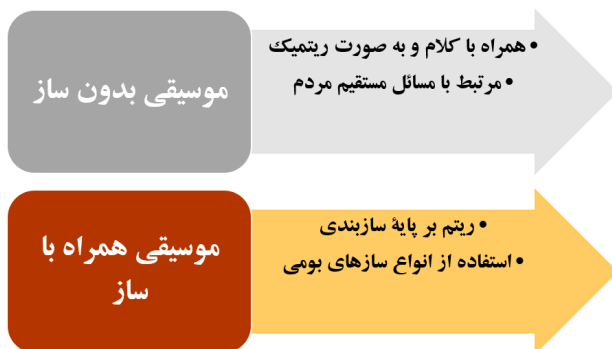 موسیقی بدون ساز
• همراه با کلام و به صورت ریتمیک
• مرتبط با مسائل مستقیم مردم
موسیقی همراه با
ساز
• ریتم بر پایهٔ سازبندی
• استفاده از انواع سازهای بومی